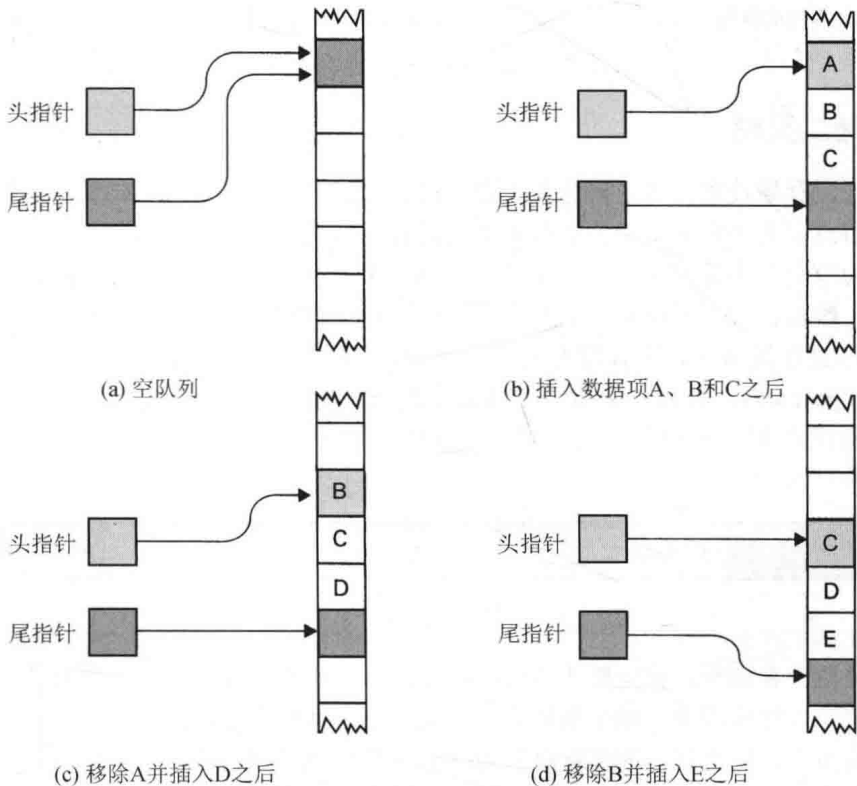 头指针
尾指针
(a) 空队列
头指针
A
B
C
尾指针
(b) 插入数据项A、B和C之后
头指针
B
C
D
尾指针
(c) 移除A并插入D之后
头指针
C
D
E
尾指针
(d) 移除B并插入E之后